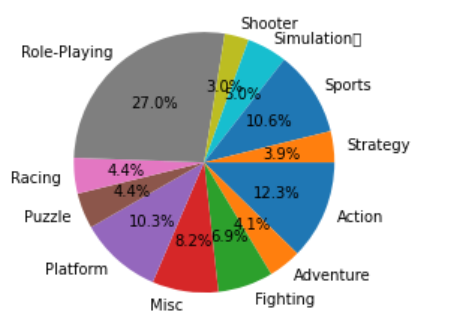 Shooter
3.0%
Simulation▯
5.0%
Role-Playing
27.0%
Sports
10.6%
Strategy
3.9%
Racing
4.4%
Action
12.3%
Puzzle
4.4%
Platform
10.3%
Misc
8.2%
Fighting
6.9%
Adventure
4.1%